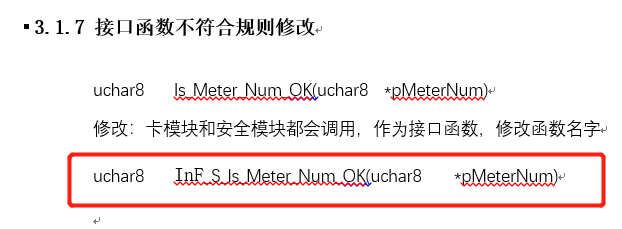 3.1.7 接口函数不符合规则修改
uchar8 Is_Meter_Num_OK(uchar8 *pMeterNum)
修改：卡模块和安全模块都会调用，作为接口函数，修改函数名字
uchar8 InF_S_Is_Meter_Num_OK(uchar8 *pMeterNum)